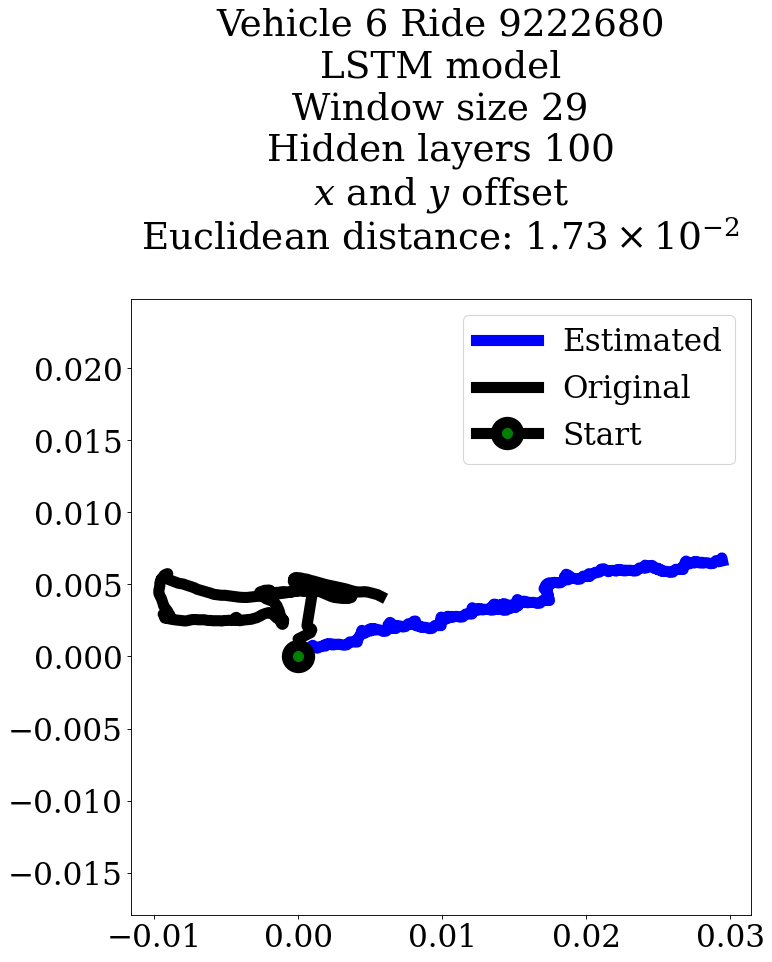 Vehicle 6 Ride 9222680
LSTM model
Window size 29
Hidden layers 100
x and y offset
Euclidean distance: 1.73 × 10⁻²
Estimated
Original
Start
0.020
0.015
0.010
0.005
0.000
−0.005
−0.010
−0.015
−0.01 0.00 0.01 0.02 0.03